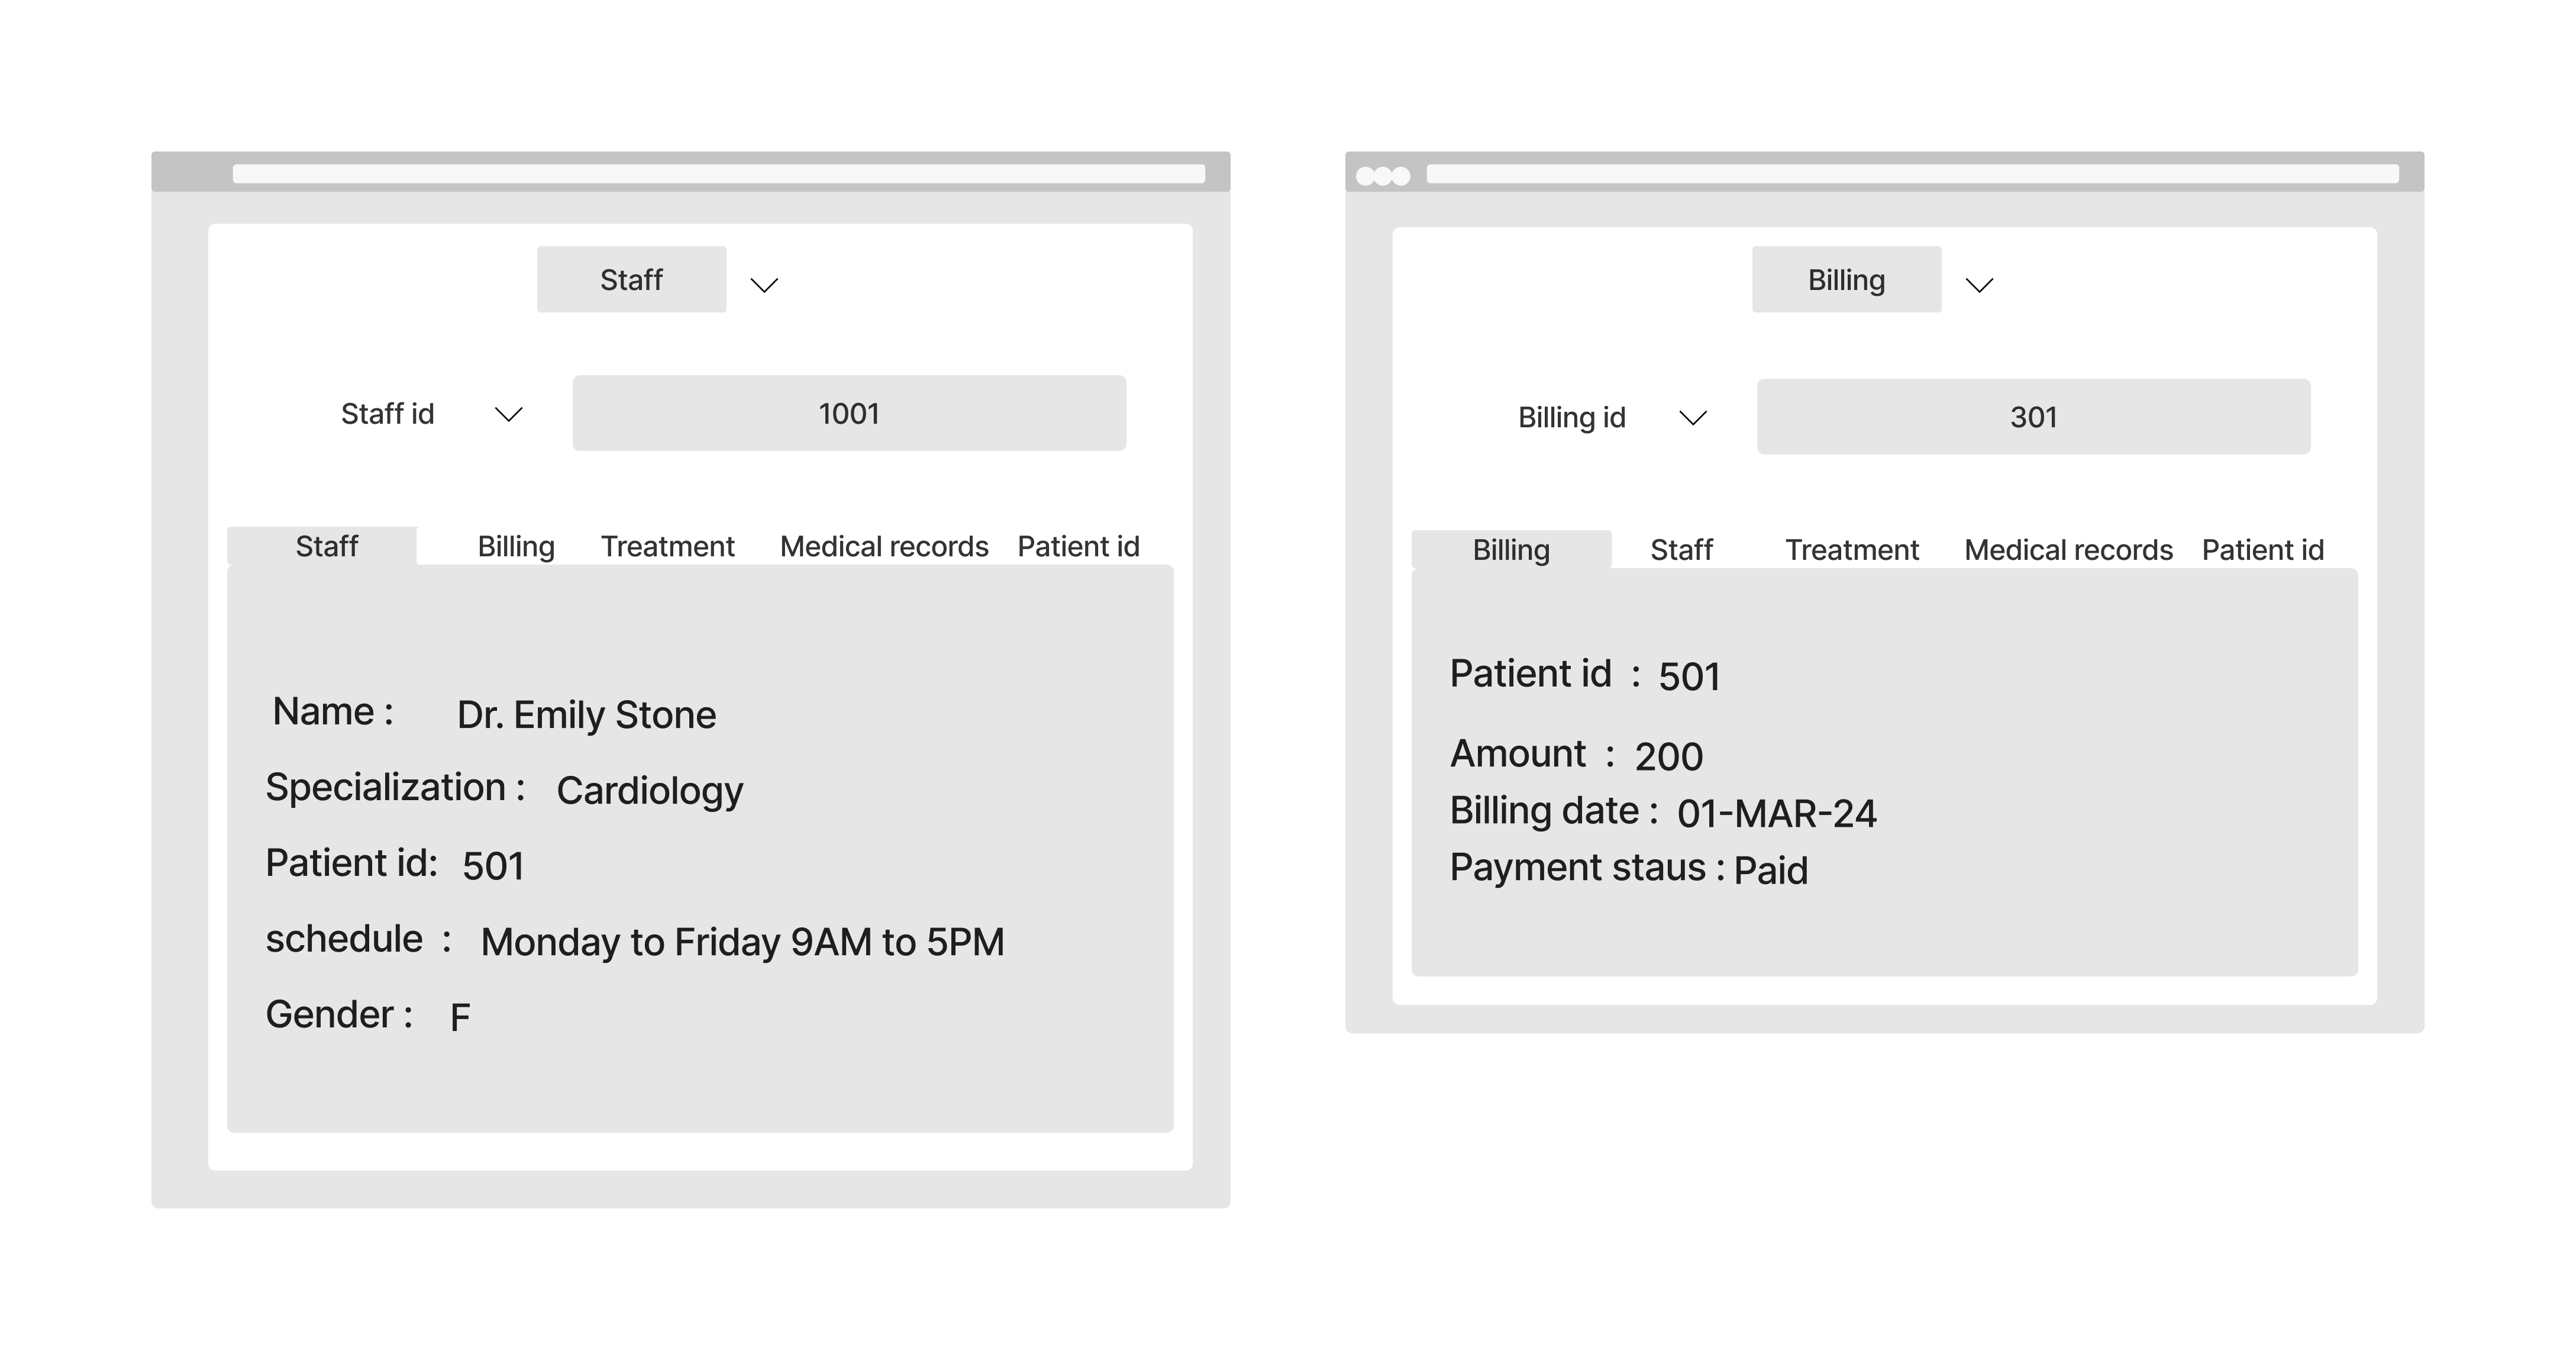 Staff
Staff id 1001
Staff Billing Treatment Medical records Patient id
Name : Dr. Emily Stone
Specialization : Cardiology
Patient id: 501
schedule : Monday to Friday 9AM to 5PM
Gender : F
Billing
Billing id 301
Billing Staff Treatment Medical records Patient id
Patient id : 501
Amount : 200
Billing date : 01-MAR-24
Payment staus : Paid